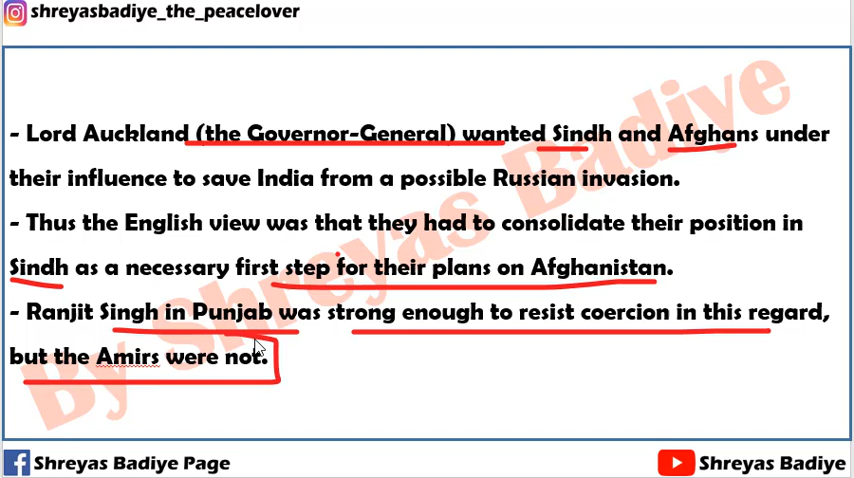 shreyasbadiye_the_peacelover
- Lord Auckland (the Governor-General) wanted Sindh and Afghans under
their influence to save India from a possible Russian invasion.
- Thus the English view was that they had to consolidate their position in
Sindh as a necessary first step for their plans on Afghanistan.
- Ranjit Singh in Punjab was strong enough to resist coercion in this regard,
but the Amirs were not.
By Shreyas Badiye
Shreyas Badiye Page
Shreyas Badiye